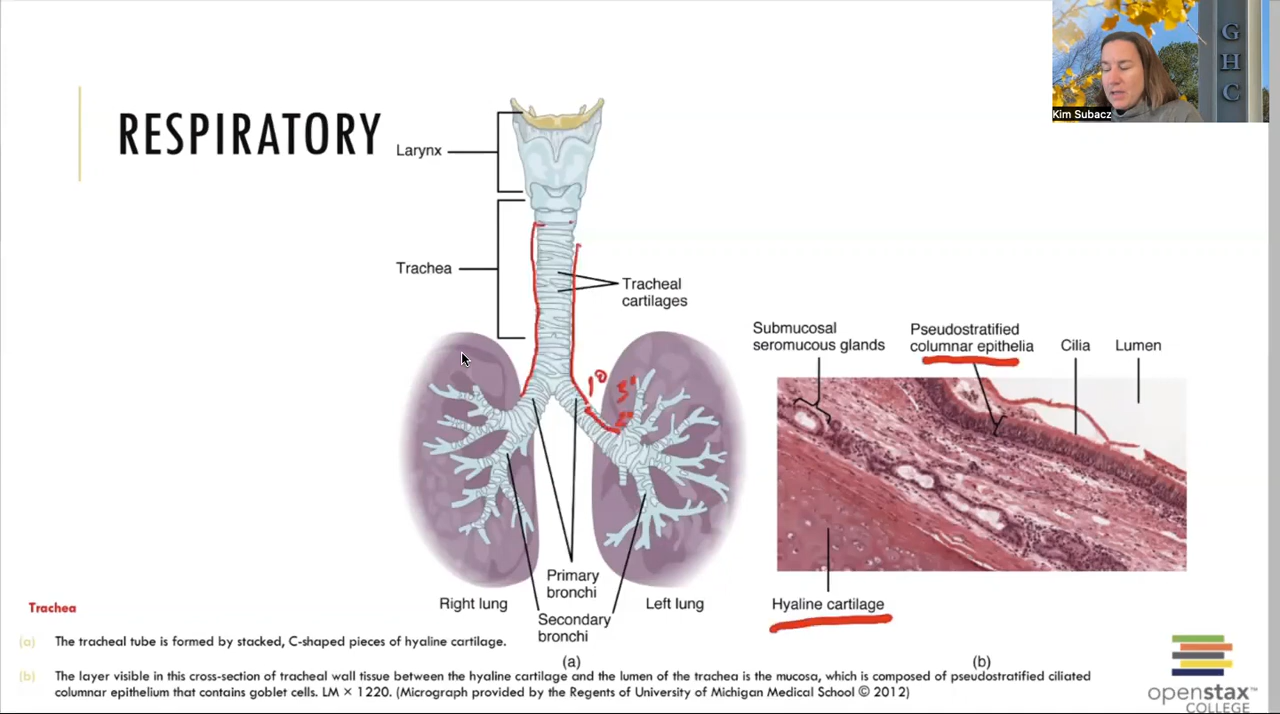 G
H
C
Kim Subacz
RESPIRATORY
Larynx
Trachea
Tracheal
cartilages
1°
3°
2°
Submucosal
seromucous glands
Pseudostratified
columnar epithelia
Cilia
Lumen
Hyaline cartilage
Primary
bronchi
Right lung
Left lung
Secondary
bronchi
(a)
(b)
Trachea
(a) The tracheal tube is formed by stacked, C-shaped pieces of hyaline cartilage.
(b) The layer visible in this cross-section of tracheal wall tissue between the hyaline cartilage and the lumen of the trachea is the mucosa, which is composed of pseudostratified ciliated
columnar epithelium that contains goblet cells. LM × 1220. (Micrograph provided by the Regents of University of Michigan Medical School © 2012)
openstax™
COLLEGE